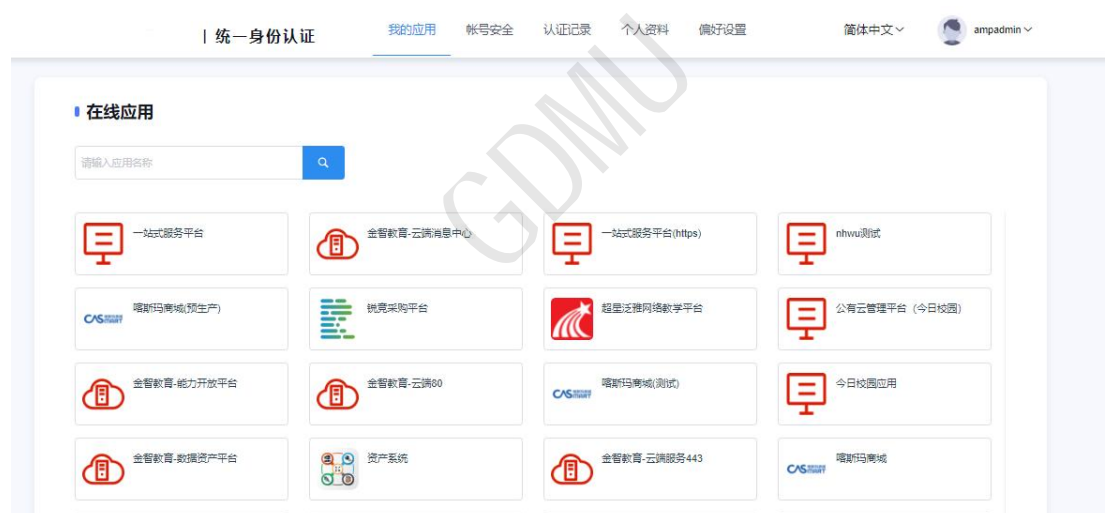 | 统一身份认证
我的应用 帐号安全 认证记录 个人资料 偏好设置 简体中文 ampadmin
GDMU
在线应用
请输入应用名称
一站式服务平台 金智教育-云端消息中心 一站式服务平台(https) nhwu测试
喀斯玛商城(预生产) 锐竞采购平台 超星泛雅网络教学平台 公有云管理平台（今日校园）
金智教育-能力开放平台 金智教育-云端80 喀斯玛商城(测试) 今日校园应用
金智教育-数据资产平台 资产系统 金智教育-云端服务443 喀斯玛商城